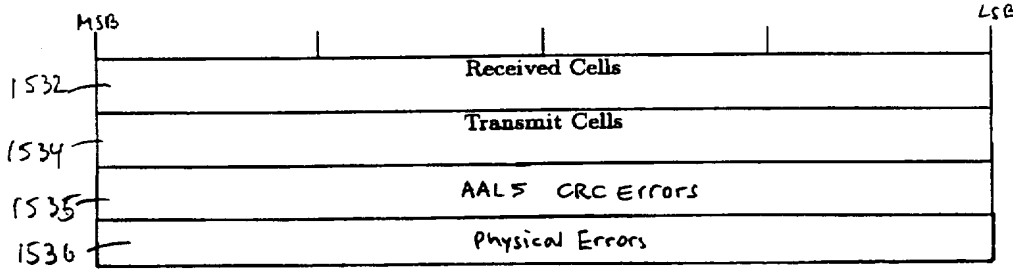 MSB LSB
1532 Received Cells
1534 Transmit Cells
1535 AAL5 CRC Errors
1536 Physical Errors